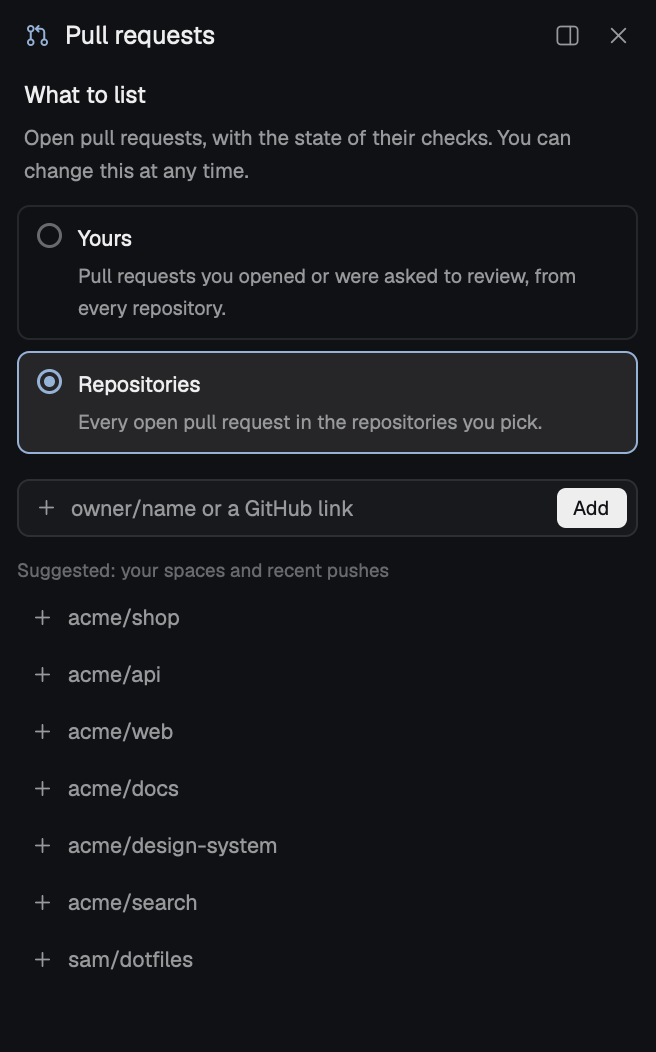 Pull requests
What to list
Open pull requests, with the state of their checks. You can
change this at any time.
Yours
Pull requests you opened or were asked to review, from
every repository.
Repositories
Every open pull request in the repositories you pick.
owner/name or a GitHub link
Add
Suggested: your spaces and recent pushes
acme/shop
acme/api
acme/web
acme/docs
acme/design-system
acme/search
sam/dotfiles